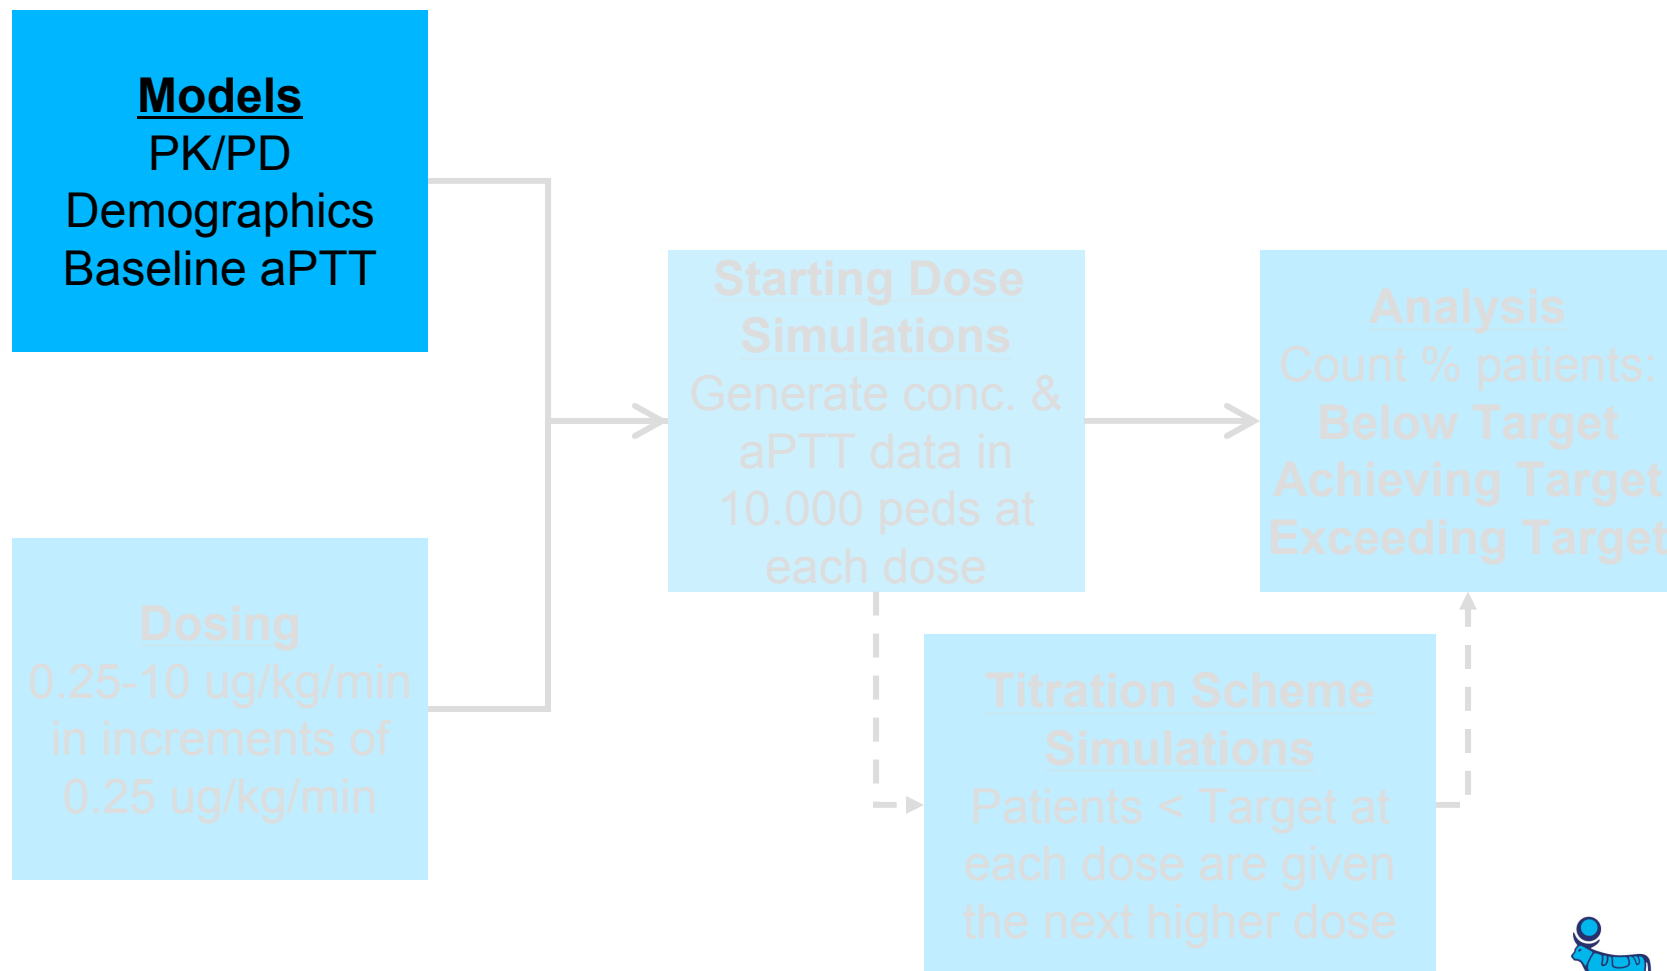 Models
PK/PD
Demographics
Baseline aPTT
Dosing
0.25-10 ug/kg/min
in increments of
0.25 ug/kg/min
Starting Dose
Simulations
Generate conc. &
aPTT data in
10.000 peds at
each dose
Titration Scheme
Simulations
Patients < Target at
each dose are given
the next higher dose
Analysis
Count % patients:
Below Target
Achieving Target
Exceeding Target